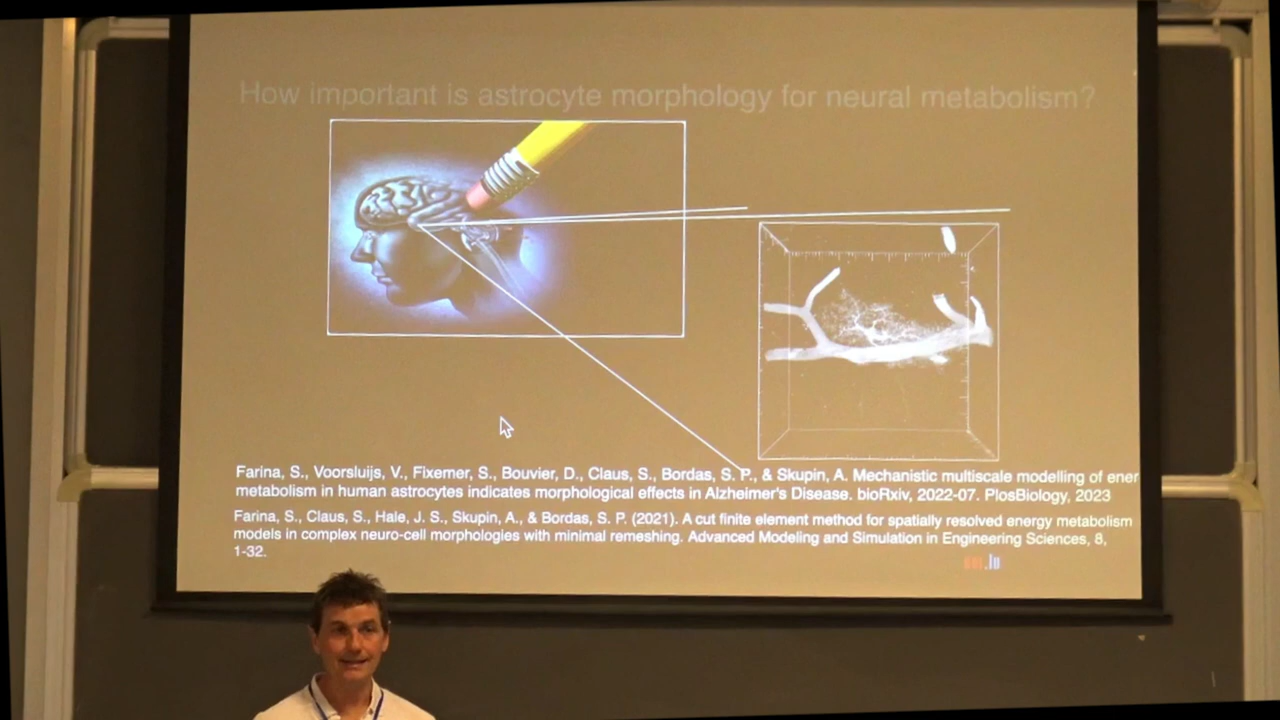 How important is astrocyte morphology for neural metabolism?
Farina, S., Voorsluijs, V., Fixemer, S., Bouvier, D., Claus, S., Bordas, S. P., & Skupin, A. Mechanistic multiscale modelling of ener
metabolism in human astrocytes indicates morphological effects in Alzheimer's Disease. bioRxiv, 2022-07. PlosBiology, 2023
Farina, S., Claus, S., Hale, J. S., Skupin, A., & Bordas, S. P. (2021). A cut finite element method for spatially resolved energy metabolism
models in complex neuro-cell morphologies with minimal remeshing. Advanced Modeling and Simulation in Engineering Sciences, 8,
1-32.
.lu